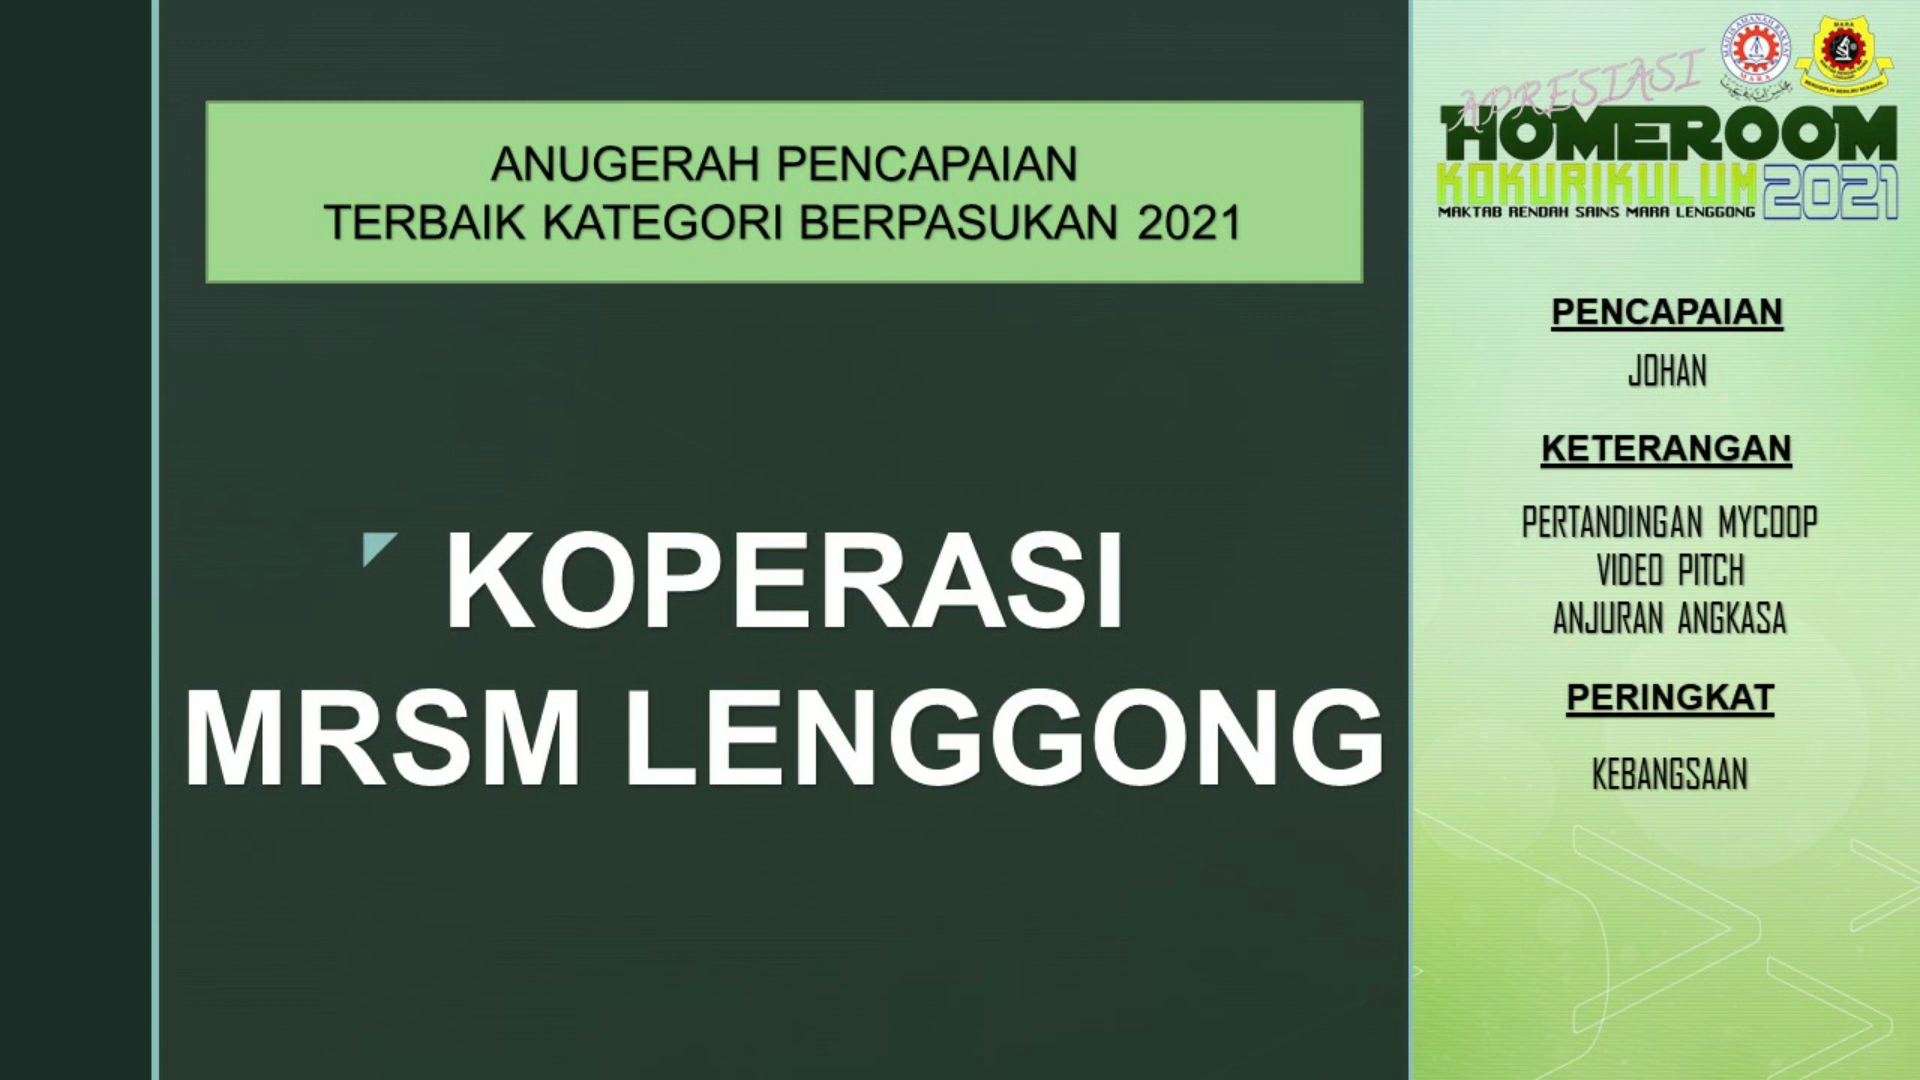 ANUGERAH PENCAPAIAN
TERBAIK KATEGORI BERPASUKAN 2021
KOPERASI
MRSM LENGGONG
APRESIASI
HOMEROOM
KOKURIKULUM 2021
MAKTAB RENDAH SAINS MARA LENGGONG
PENCAPAIAN
JOHAN
KETERANGAN
PERTANDINGAN MYCOOP
VIDEO PITCH
ANJURAN ANGKASA
PERINGKAT
KEBANGSAAN